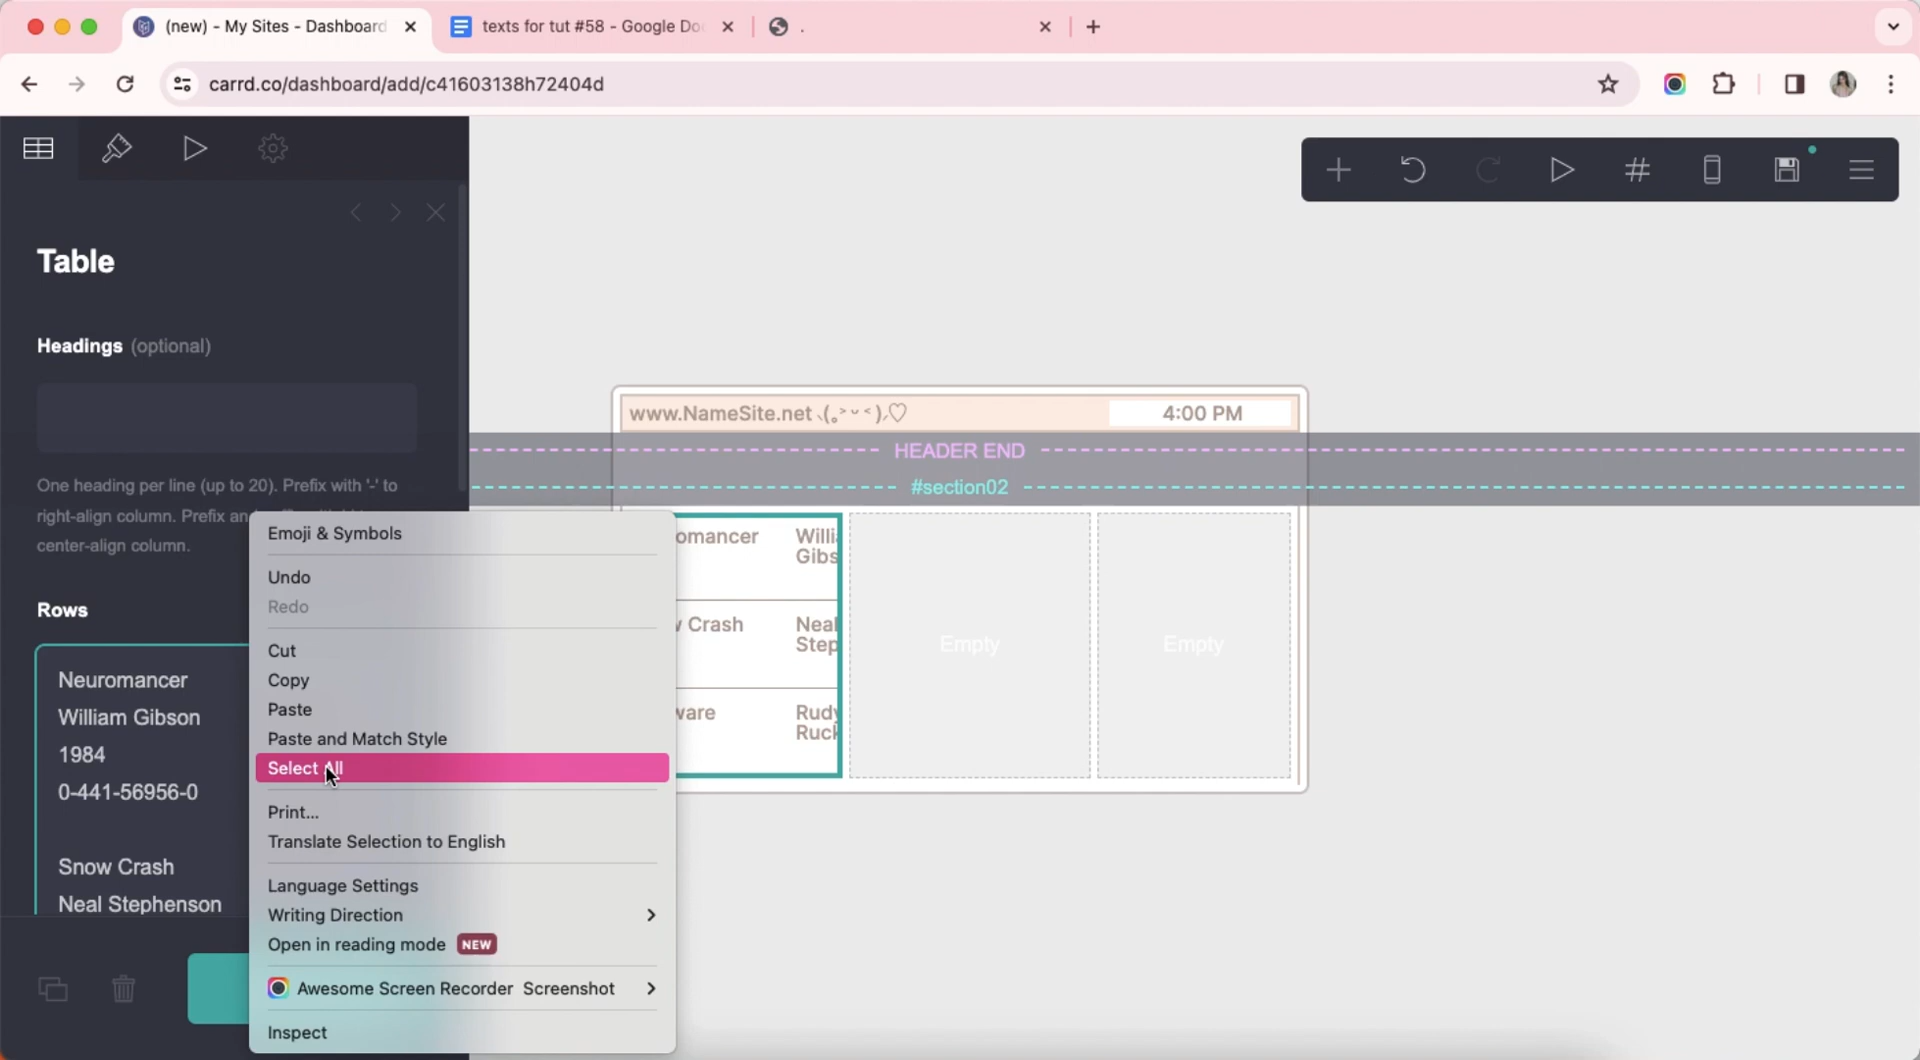 (new) - My Sites - Dashboard
texts for tut #58 - Google Do
.
carrd.co/dashboard/add/c41603138h72404d
Table
Headings (optional)
One heading per line (up to 20). Prefix with '-' to
right-align column. Prefix an
center-align column.
Rows
Neuromancer
William Gibson
1984
0-441-56956-0
Snow Crash
Neal Stephenson
Emoji & Symbols
Undo
Redo
Cut
Copy
Paste
Paste and Match Style
Select All
Print...
Translate Selection to English
Language Settings
Writing Direction
Open in reading mode NEW
Awesome Screen Recorder Screenshot
Inspect
www.NameSite.net ⸜(｡˃ ᵕ ˂ )⸝♡
4:00 PM
HEADER END
#section02
omancer Willi
Gibs
w Crash Neal
Step
ware Rudy
Ruck
Empty
Empty